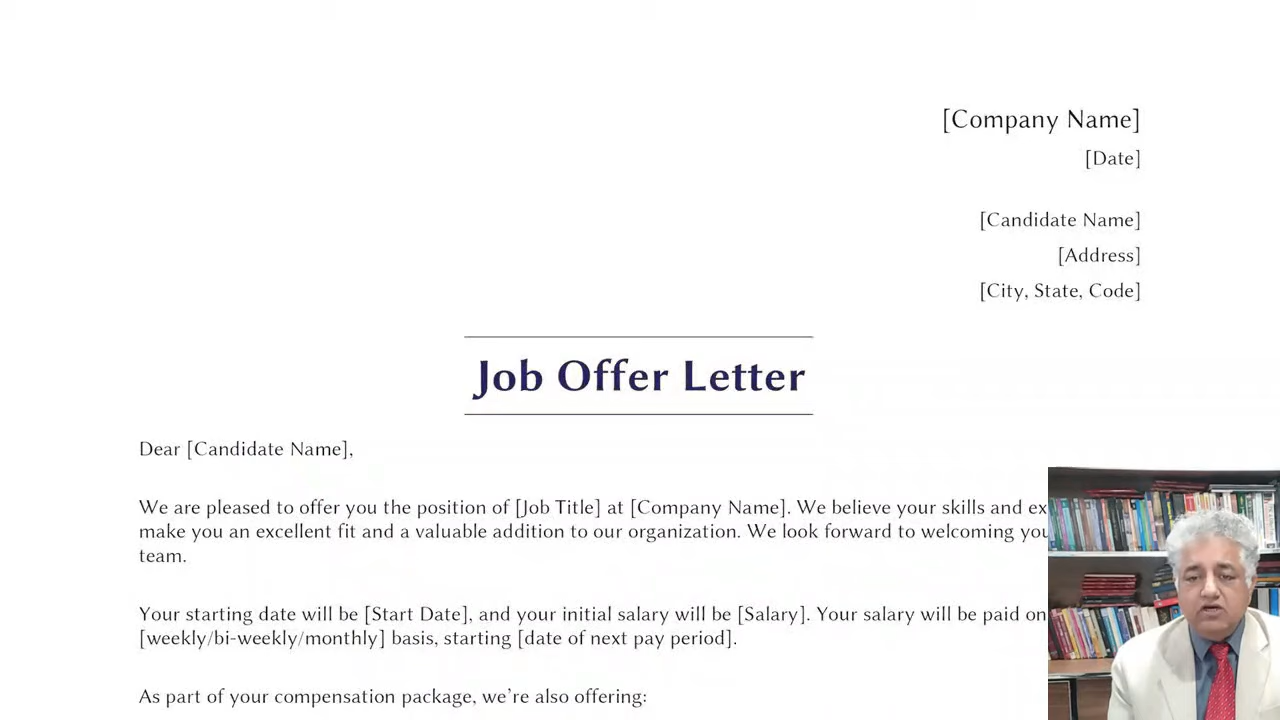 [Company Name]
[Date]
[Candidate Name]
[Address]
[City, State, Code]
Job Offer Letter
Dear [Candidate Name],
We are pleased to offer you the position of [Job Title] at [Company Name]. We believe your skills and ex
make you an excellent fit and a valuable addition to our organization. We look forward to welcoming you
team.
Your starting date will be [Start Date], and your initial salary will be [Salary]. Your salary will be paid on
[weekly/bi-weekly/monthly] basis, starting [date of next pay period].
As part of your compensation package, we’re also offering: